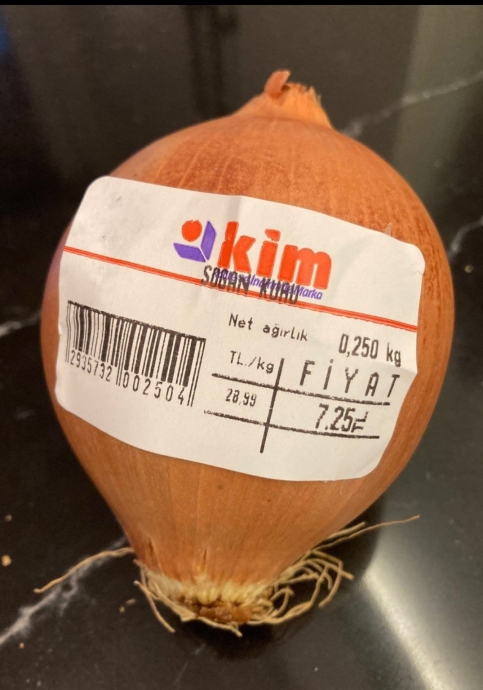 kim
SOĞAN KURU
Net ağırlık 0,250 kg
TL./kg FİYAT
28,99 7.25₺
2935732 002504